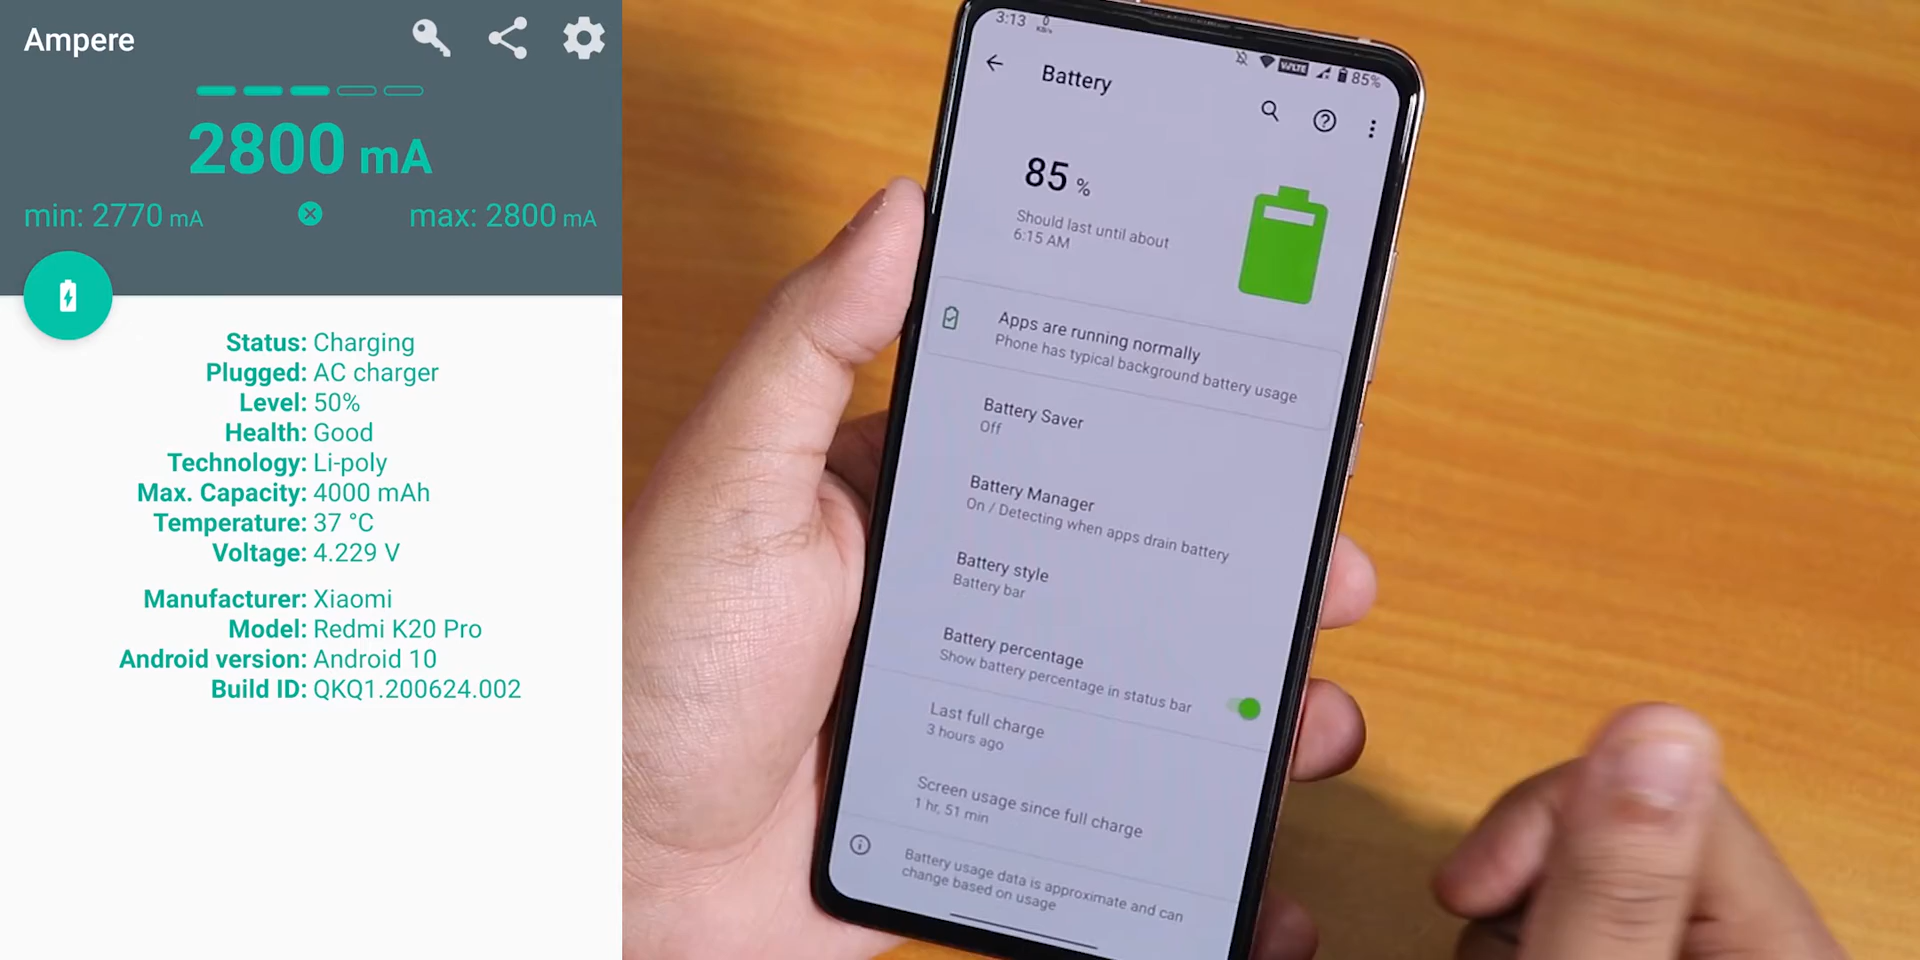 Ampere
2800 mA
min: 2770 mA
max: 2800 mA
Status: Charging
Plugged: AC charger
Level: 50%
Health: Good
Technology: Li-poly
Max. Capacity: 4000 mAh
Temperature: 37 °C
Voltage: 4.229 V
Manufacturer: Xiaomi
Model: Redmi K20 Pro
Android version: Android 10
Build ID: QKQ1.200624.002
3:13 0 KB/s
85%
Battery
85 %
Should last until about
6:15 AM
Apps are running normally
Phone has typical background battery usage
Battery Saver
Off
Battery Manager
On / Detecting when apps drain battery
Battery style
Battery bar
Battery percentage
Show battery percentage in status bar
Last full charge
3 hours ago
Screen usage since full charge
1 hr, 51 min
Battery usage data is approximate and can
change based on usage